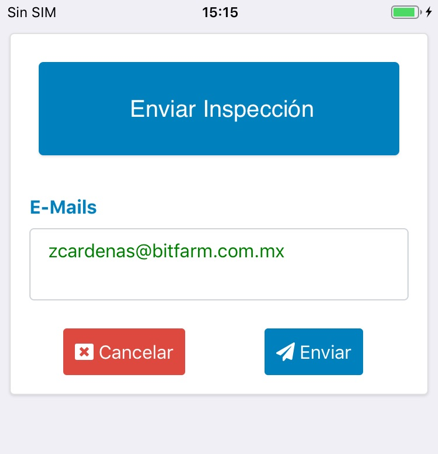 Sin SIM 15:15
Enviar Inspección
E-Mails
zcardenas@bitfarm.com.mx
Cancelar Enviar